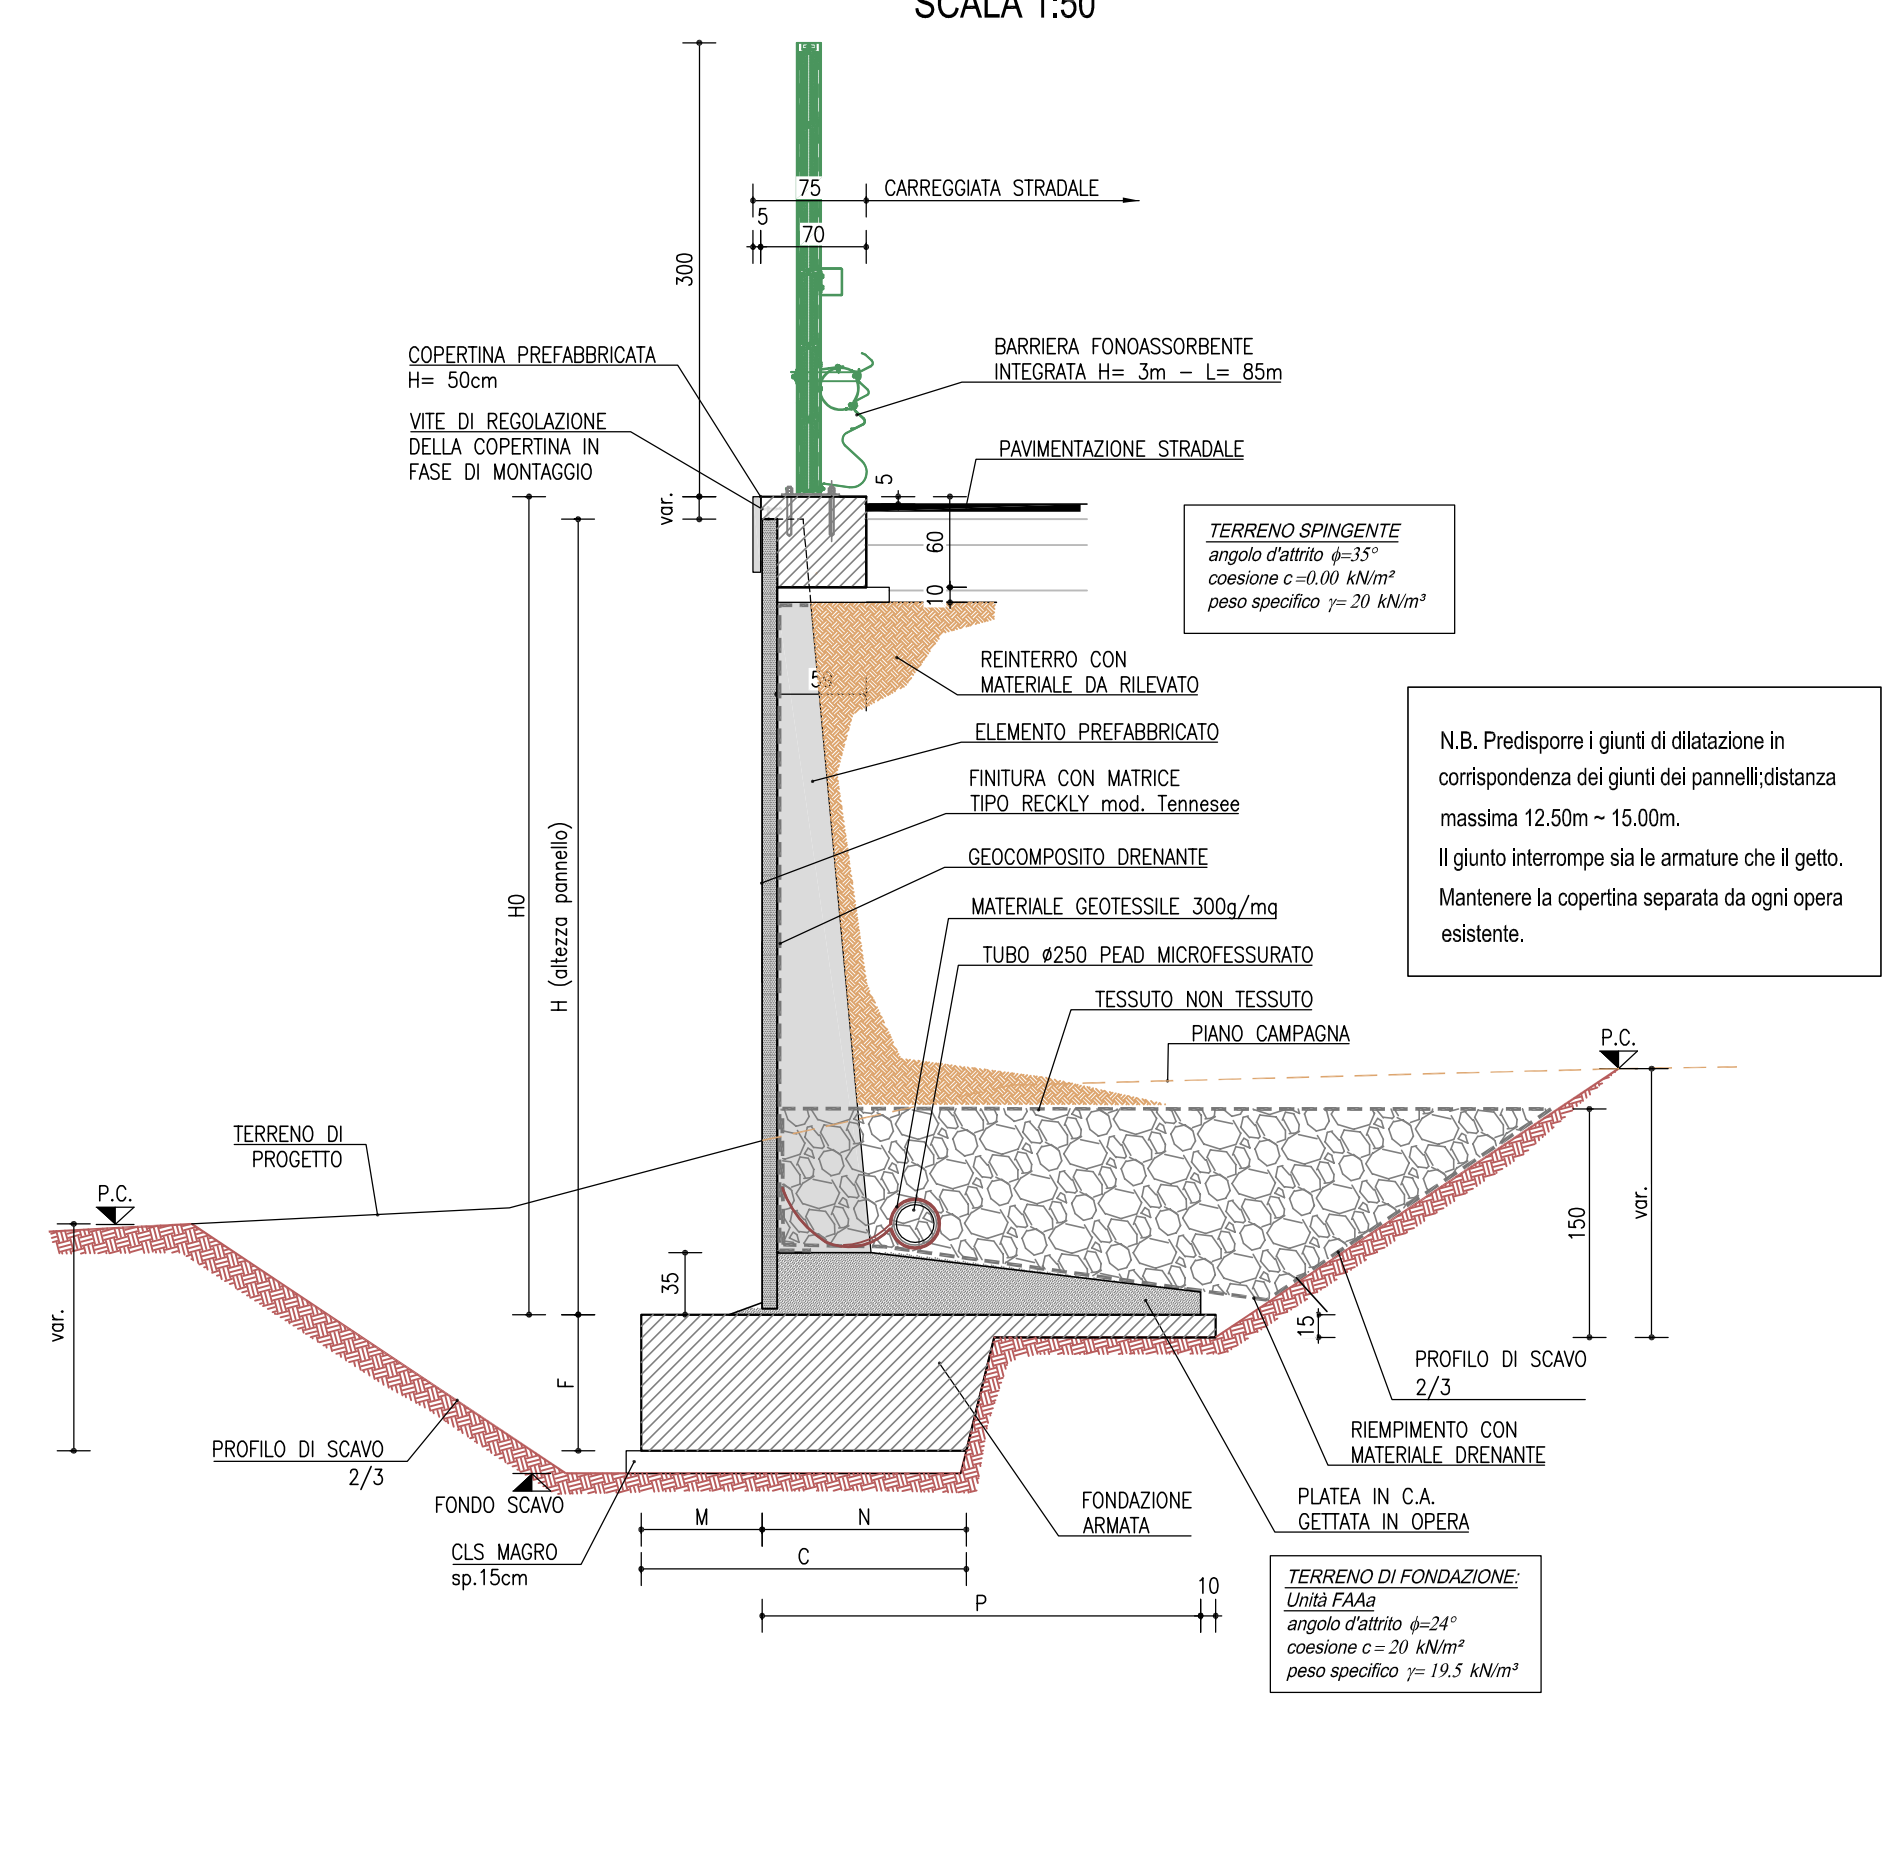 SCALA 1:50
75
CARREGGIATA STRADALE
5
70
300
COPERTINA PREFABBRICATA
H= 50cm
BARRIERA FONOASSORBENTE
INTEGRATA H= 3m - L= 85m
VITE DI REGOLAZIONE
DELLA COPERTINA IN
FASE DI MONTAGGIO
PAVIMENTAZIONE STRADALE
5
var.
60
10
TERRENO SPINGENTE
angolo d'attrito ϕ=35°
coesione c =0.00 kN/m²
peso specifico γ= 20 kN/m³
REINTERRO CON
MATERIALE DA RILEVATO
59
ELEMENTO PREFABBRICATO
FINITURA CON MATRICE
TIPO RECKLY mod. Tennesee
N.B. Predisporre i giunti di dilatazione in
corrispondenza dei giunti dei pannelli;distanza
massima 12.50m ~ 15.00m.
Il giunto interrompe sia le armature che il getto.
Mantenere la copertina separata da ogni opera
esistente.
GEOCOMPOSITO DRENANTE
H0
H (altezza pannello)
MATERIALE GEOTESSILE 300g/mq
TUBO ø250 PEAD MICROFESSURATO
TESSUTO NON TESSUTO
PIANO CAMPAGNA
P.C.
TERRENO DI
PROGETTO
P.C.
150
var.
35
var.
15
F
PROFILO DI SCAVO
2/3
PROFILO DI SCAVO
2/3
RIEMPIMENTO CON
MATERIALE DRENANTE
FONDO SCAVO
FONDAZIONE
ARMATA
PLATEA IN C.A.
GETTATA IN OPERA
M
N
CLS MAGRO
sp.15cm
C
P
10
TERRENO DI FONDAZIONE:
Unità FAAa
angolo d'attrito ϕ=24°
coesione c = 20 kN/m²
peso specifico γ= 19.5 kN/m³